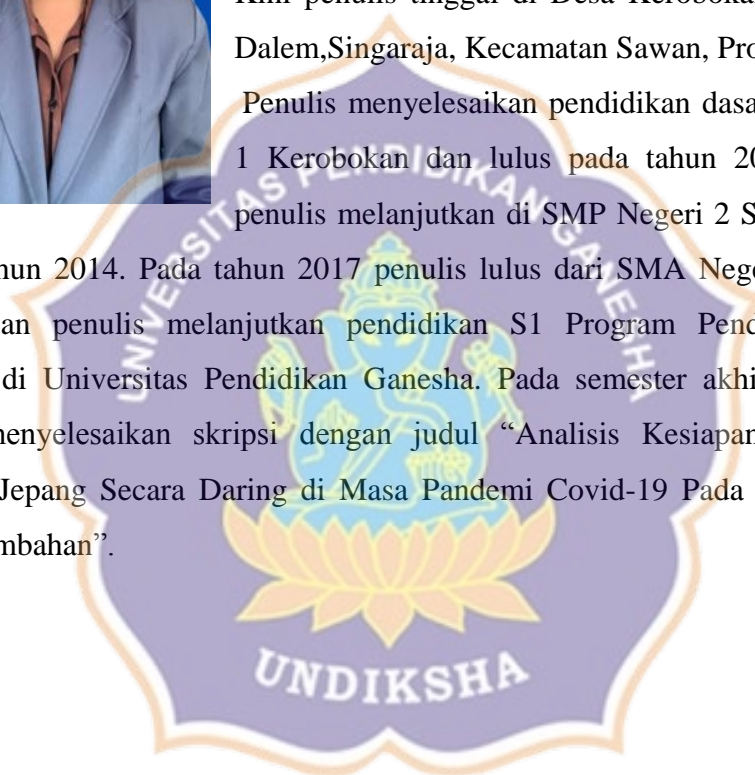 Kini penulis tinggal di Desa Kerobokan
Dalem,Singaraja, Kecamatan Sawan, Pro
Penulis menyelesaikan pendidikan dasa
1 Kerobokan dan lulus pada tahun 20
penulis melanjutkan di SMP Negeri 2 S
hun 2014. Pada tahun 2017 penulis lulus dari SMA Nege
an penulis melanjutkan pendidikan S1 Program Pend
di Universitas Pendidikan Ganesha. Pada semester akhi
menyelesaikan skripsi dengan judul “Analisis Kesiapan
Jepang Secara Daring di Masa Pandemi Covid-19 Pada
mbahan”.
UNIVERSITAS PENDIDIKAN GANESHA
UNDIKSHA